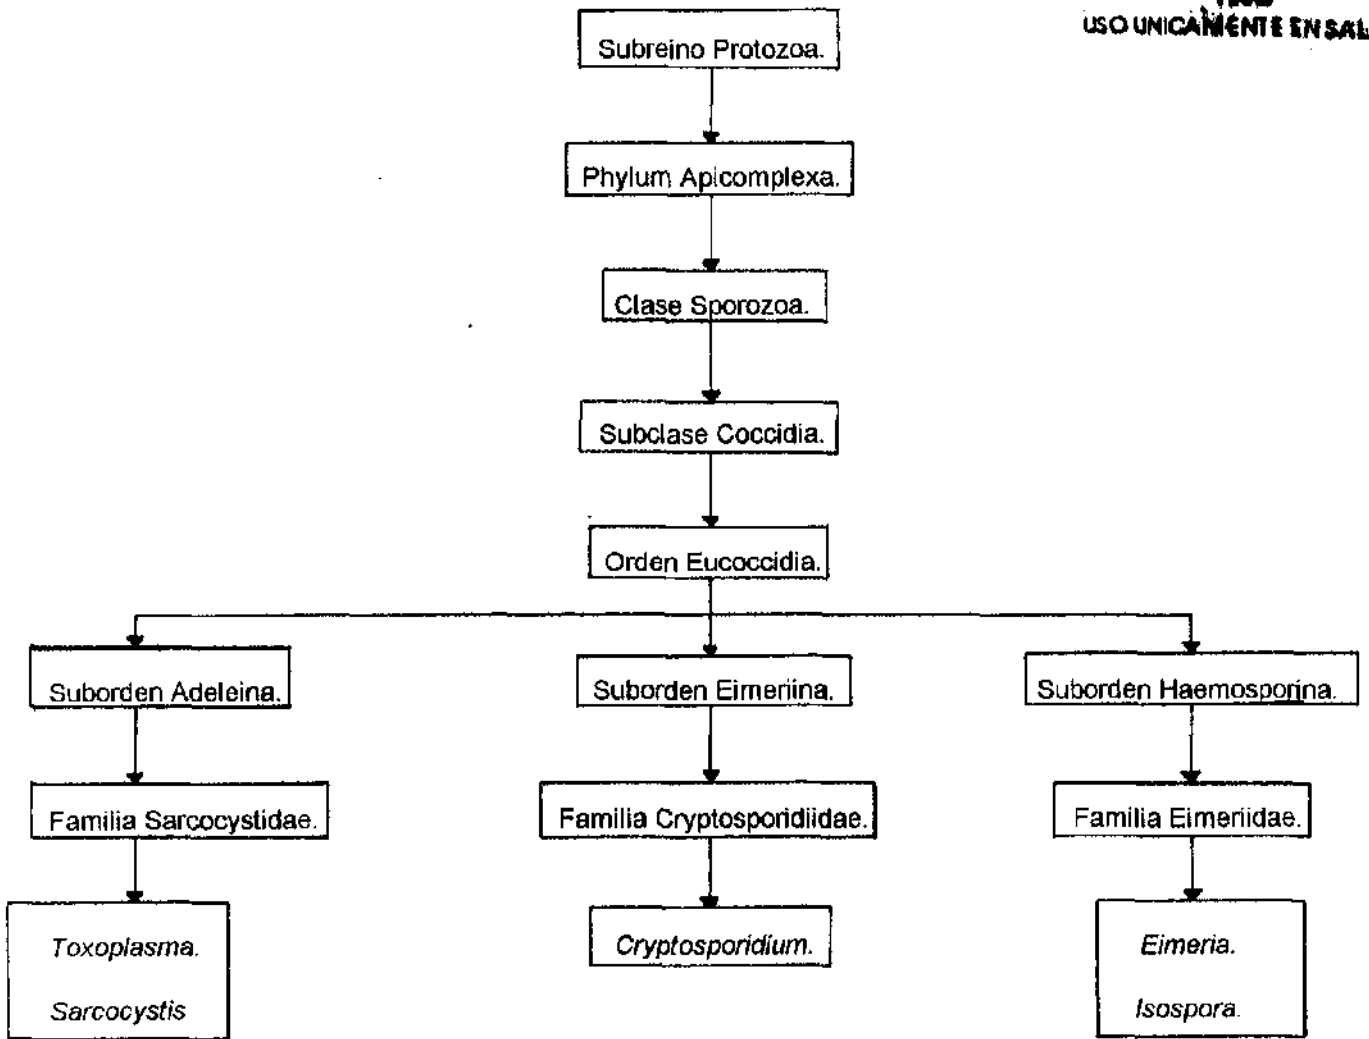 USO UNICAMENTE EN SAL
Subreino Protozoa.
Phylum Apicomplexa.
Clase Sporozoa.
Subclase Coccidia.
Orden Eucoccidia.
Suborden Adeleina.
Suborden Eimeriina.
Suborden Haemosporina.
Familia Sarcocystidae.
Familia Cryptosporidiidae.
Familia Eimeriidae.
Toxoplasma.
Sarcocystis
Cryptosporidium.
Eimeria.
Isospora.